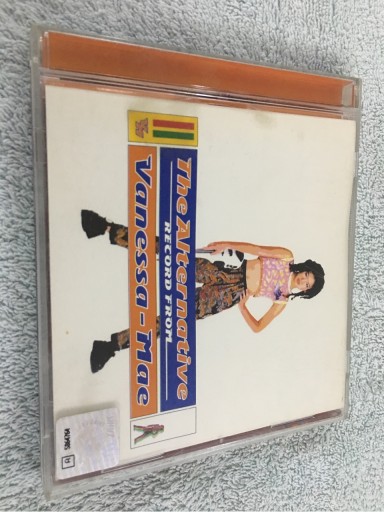 The Alternative
RECORD FROM
Vanessa-Mae